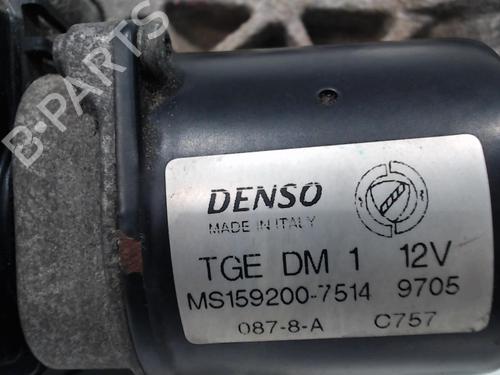 B-PARTS
DENSO
MADE IN ITALY
TGE DM 1 12V
MS159200-7514 9705
087-8-A C757